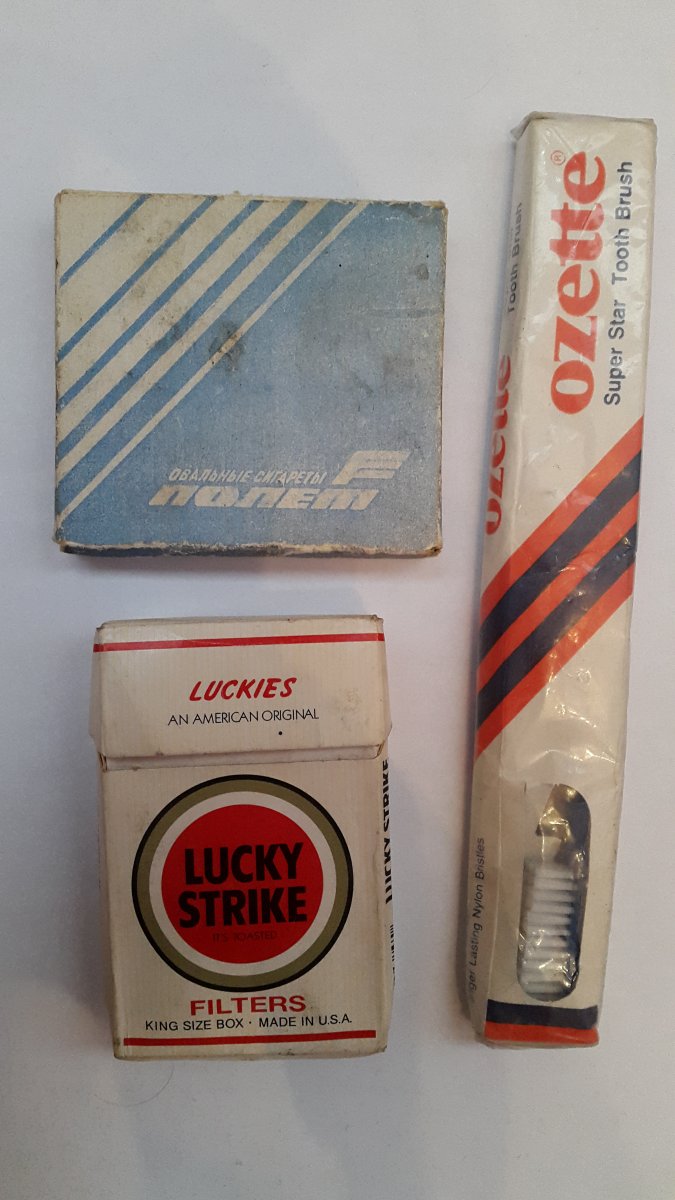 ОВАЛЬНЫЕ СИГАРЕТЫ
ПОЛЕТ
LUCKIES
AN AMERICAN ORIGINAL
LUCKY
STRIKE
IT'S TOASTED
FILTERS
KING SIZE BOX · MADE IN U.S.A.
LUCKY STRIKE
ozette®
Super Star Tooth Brush
ozette
Tooth Brush
Lasting Nylon Bristles